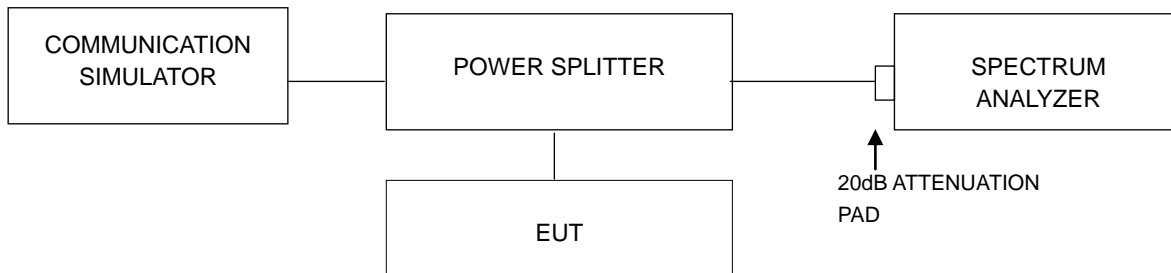 COMMUNICATION
SIMULATOR
POWER SPLITTER
SPECTRUM
ANALYZER
20dB ATTENUATION
PAD
EUT